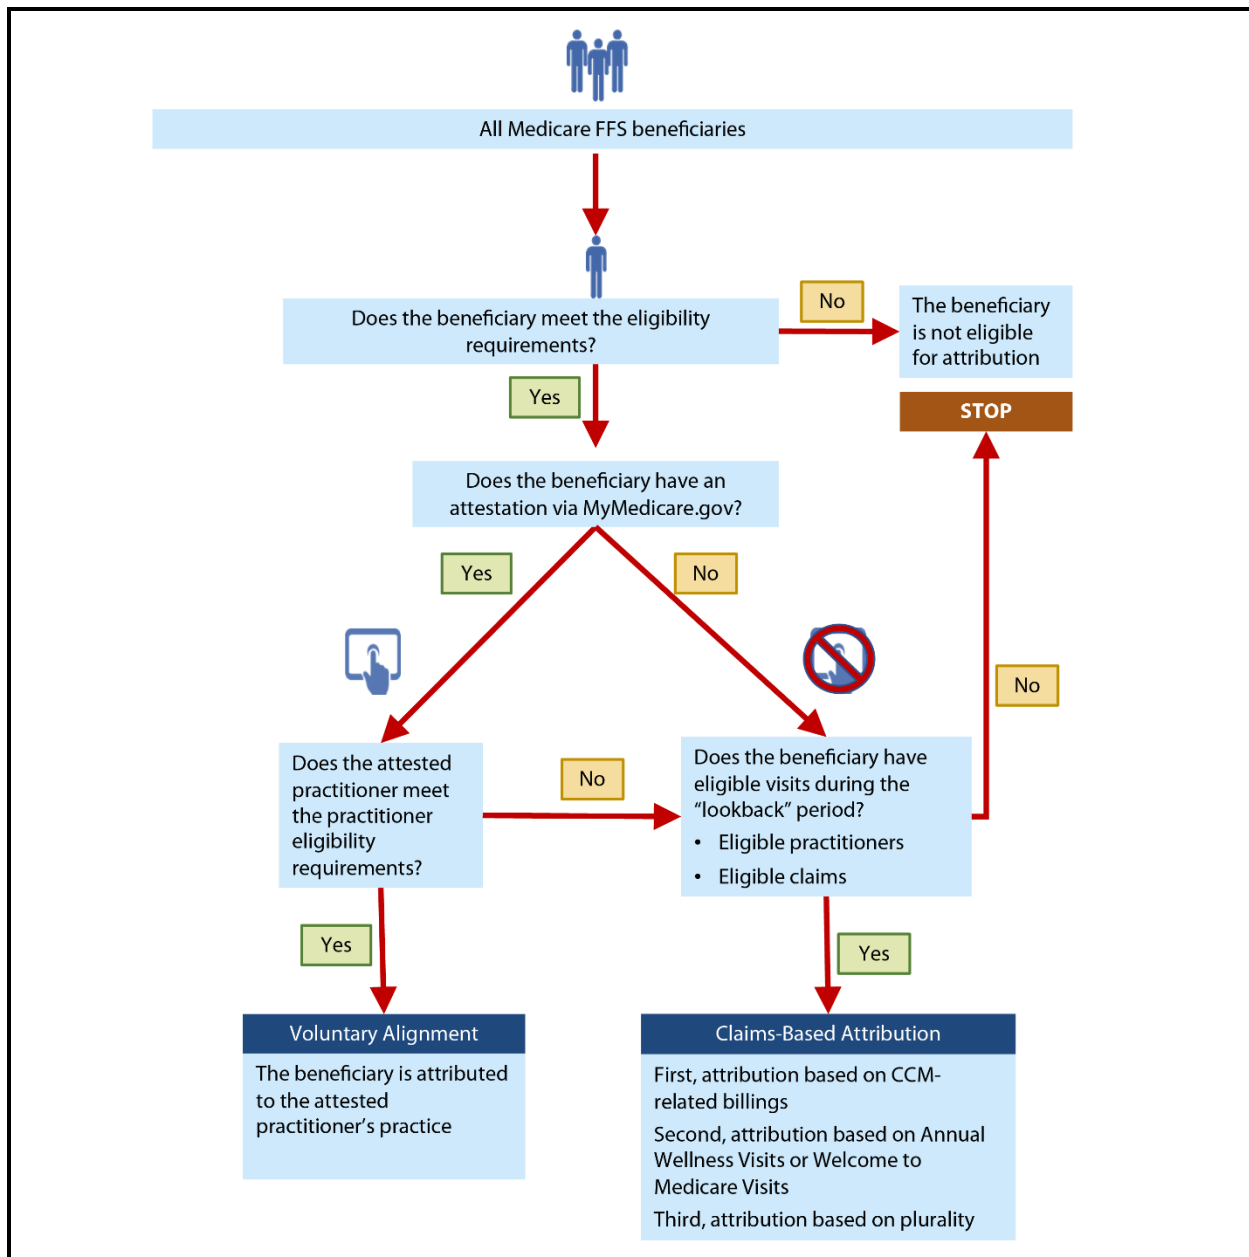 All Medicare FFS beneficiaries
Does the beneficiary meet the eligibility
requirements?
No
The beneficiary
is not eligible
for attribution
STOP
Yes
Does the beneficiary have an
attestation via MyMedicare.gov?
Yes
No
No
Does the attested
practitioner meet
the practitioner
eligibility
requirements?
No
Does the beneficiary have
eligible visits during the
“lookback” period?
• Eligible practitioners
• Eligible claims
Yes
Yes
Voluntary Alignment
The beneficiary is attributed
to the attested
practitioner’s practice
Claims-Based Attribution
First, attribution based on CCM-
related billings
Second, attribution based on Annual
Wellness Visits or Welcome to
Medicare Visits
Third, attribution based on plurality